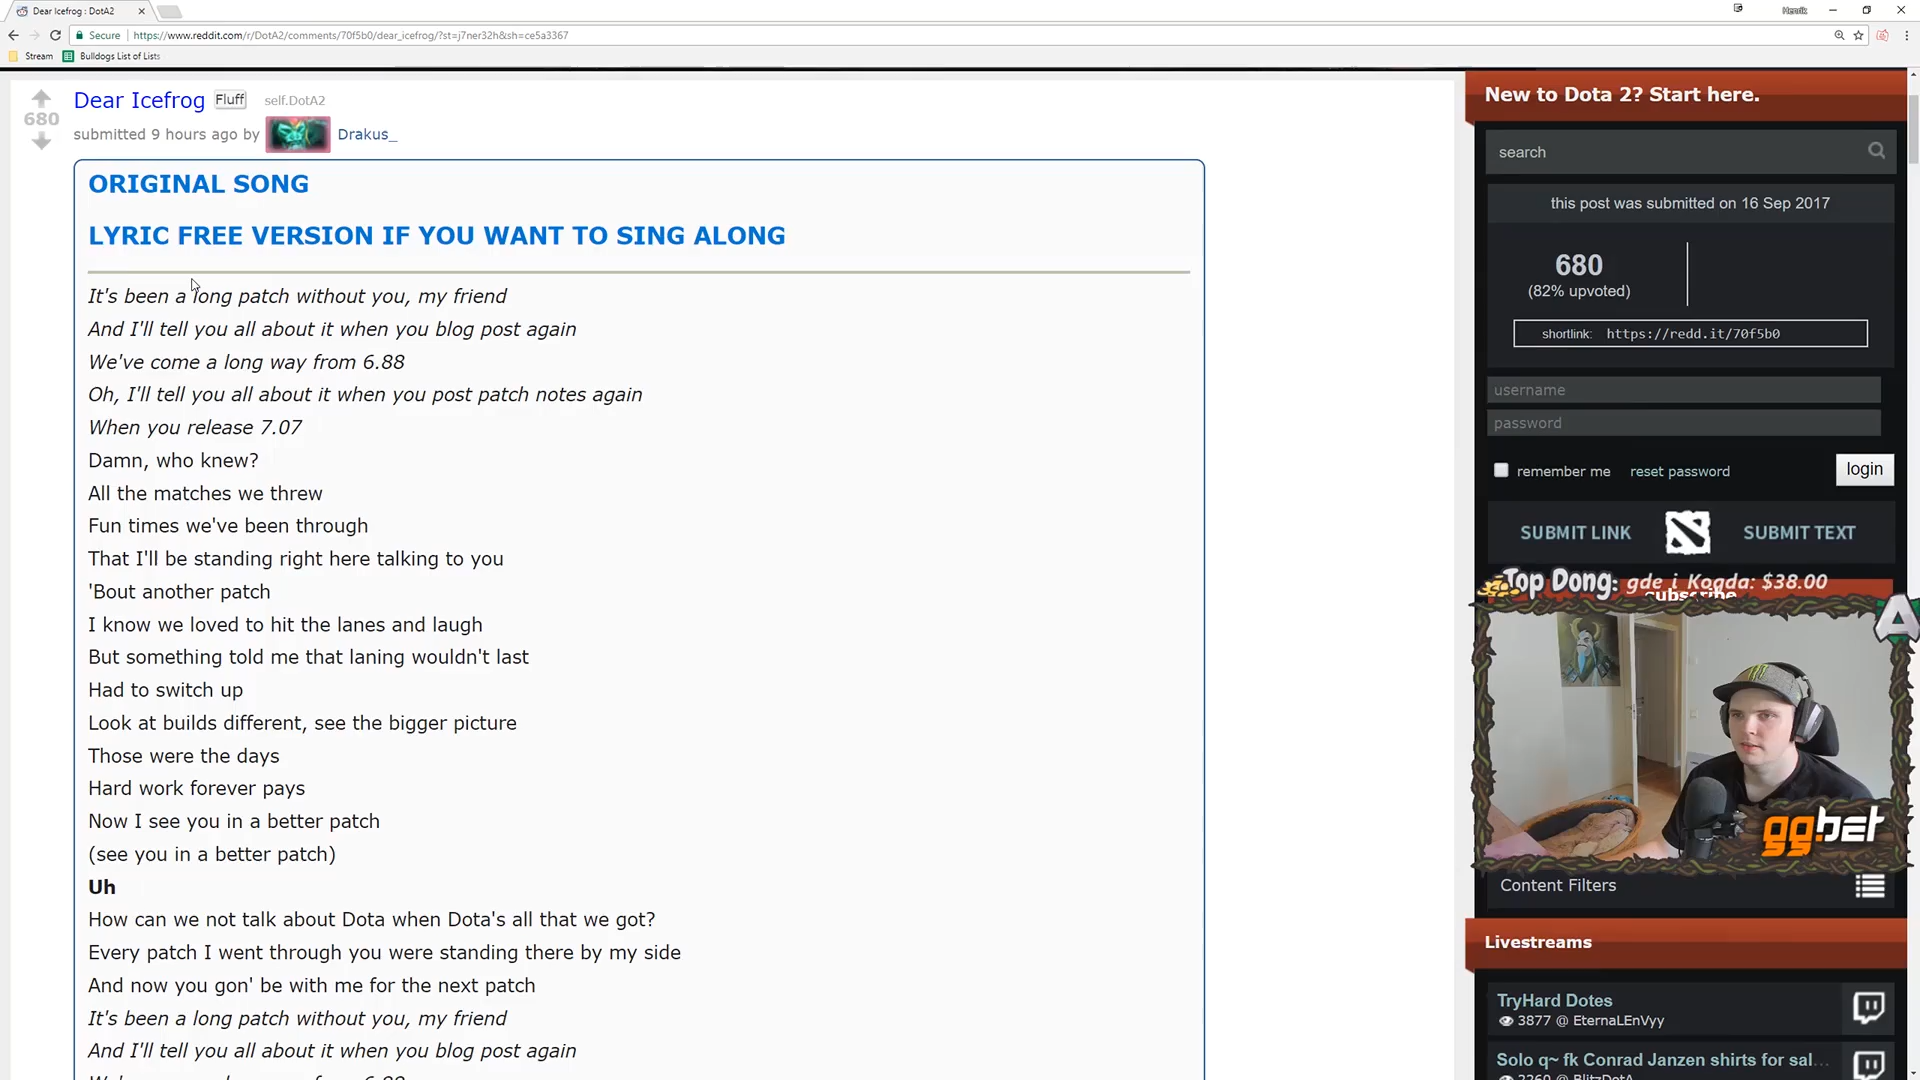 Dear Icefrog : DotA2
Henrik
Secure
https://www.reddit.com/r/DotA2/comments/70f5b0/dear_icefrog/?st=j7ner32h&sh=ce5a3367
Stream
Bulldogs List of Lists
Dear Icefrog Fluff self.DotA2
680
submitted 9 hours ago by Drakus_
ORIGINAL SONG
LYRIC FREE VERSION IF YOU WANT TO SING ALONG
It's been a long patch without you, my friend
And I'll tell you all about it when you blog post again
We've come a long way from 6.88
Oh, I'll tell you all about it when you post patch notes again
When you release 7.07
Damn, who knew?
All the matches we threw
Fun times we've been through
That I'll be standing right here talking to you
'Bout another patch
I know we loved to hit the lanes and laugh
But something told me that laning wouldn't last
Had to switch up
Look at builds different, see the bigger picture
Those were the days
Hard work forever pays
Now I see you in a better patch
(see you in a better patch)
Uh
How can we not talk about Dota when Dota's all that we got?
Every patch I went through you were standing there by my side
And now you gon' be with me for the next patch
It's been a long patch without you, my friend
And I'll tell you all about it when you blog post again
New to Dota 2? Start here.
search
this post was submitted on 16 Sep 2017
680
(82% upvoted)
shortlink: https://redd.it/70f5b0
username
password
remember me reset password login
SUBMIT LINK SUBMIT TEXT
Top Dong: gde i Kogda: $38.00
subscribe
gg.bet
Content Filters
Livestreams
TryHard Dotes
3877 @ EternaLEnVyy
Solo q~ fk Conrad Janzen shirts for sal...